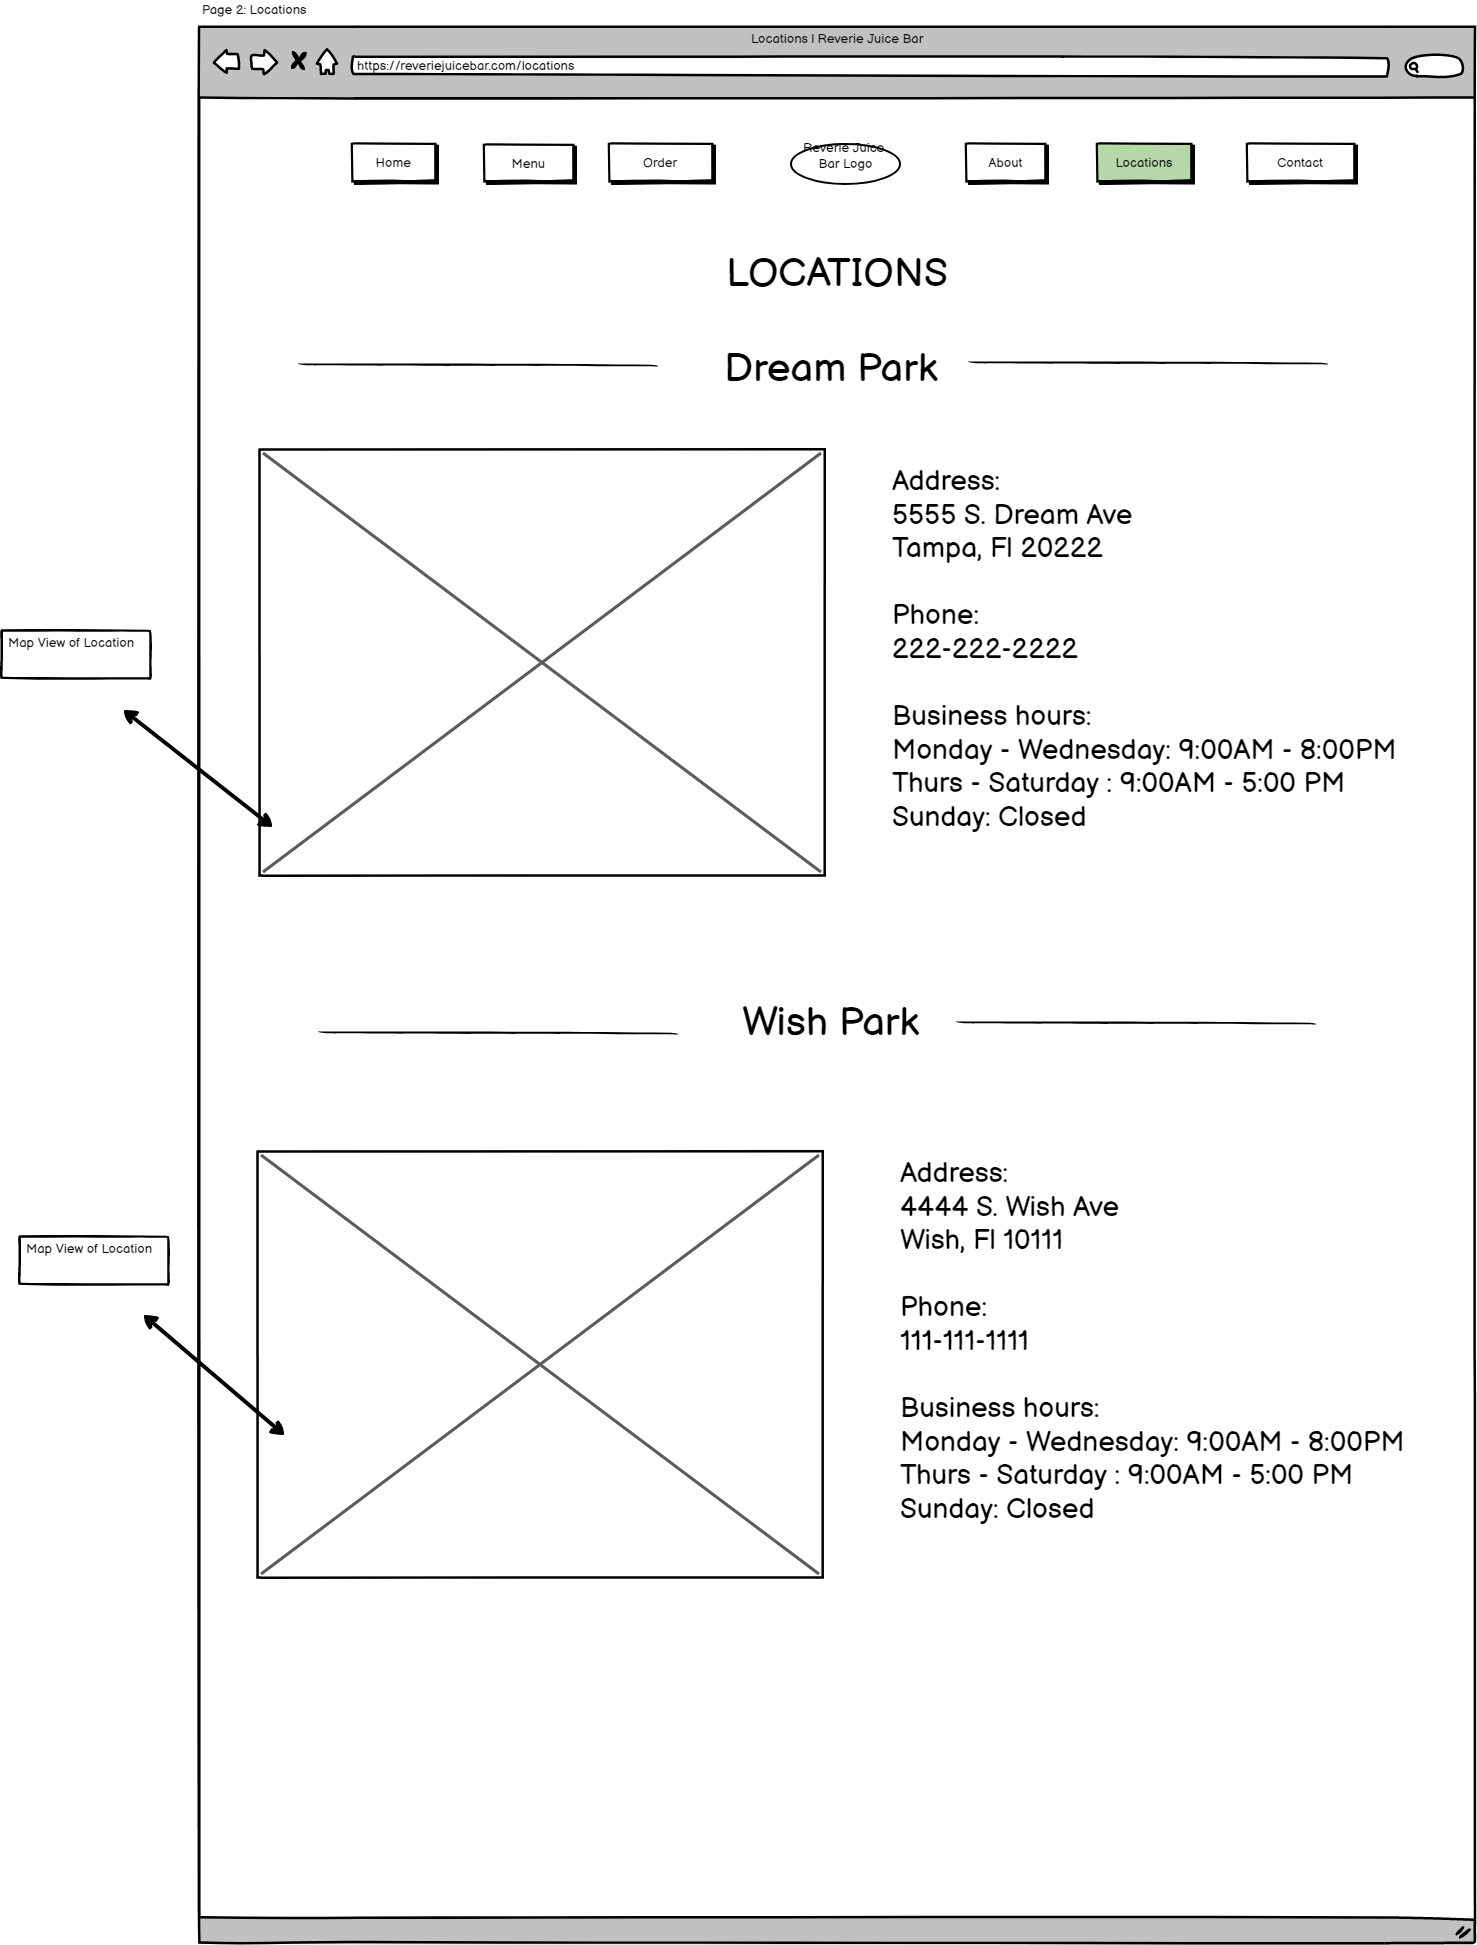 Page 2: Locations
Locations | Reverie Juice Bar
https://reveriejuicebar.com/locations
Home
Menu
Order
Reverie Juice
Bar Logo
About
Locations
Contact
LOCATIONS
Dream Park
Address:
5555 S. Dream Ave
Tampa, Fl 20222
Map View of Location
Phone:
222-222-2222
Business hours:
Monday - Wednesday: 9:00AM - 8:00PM
Thurs - Saturday : 9:00AM - 5:00 PM
Sunday: Closed
Wish Park
Address:
4444 S. Wish Ave
Wish, Fl 10111
Map View of Location
Phone:
111-111-1111
Business hours:
Monday - Wednesday: 9:00AM - 8:00PM
Thurs - Saturday : 9:00AM - 5:00 PM
Sunday: Closed